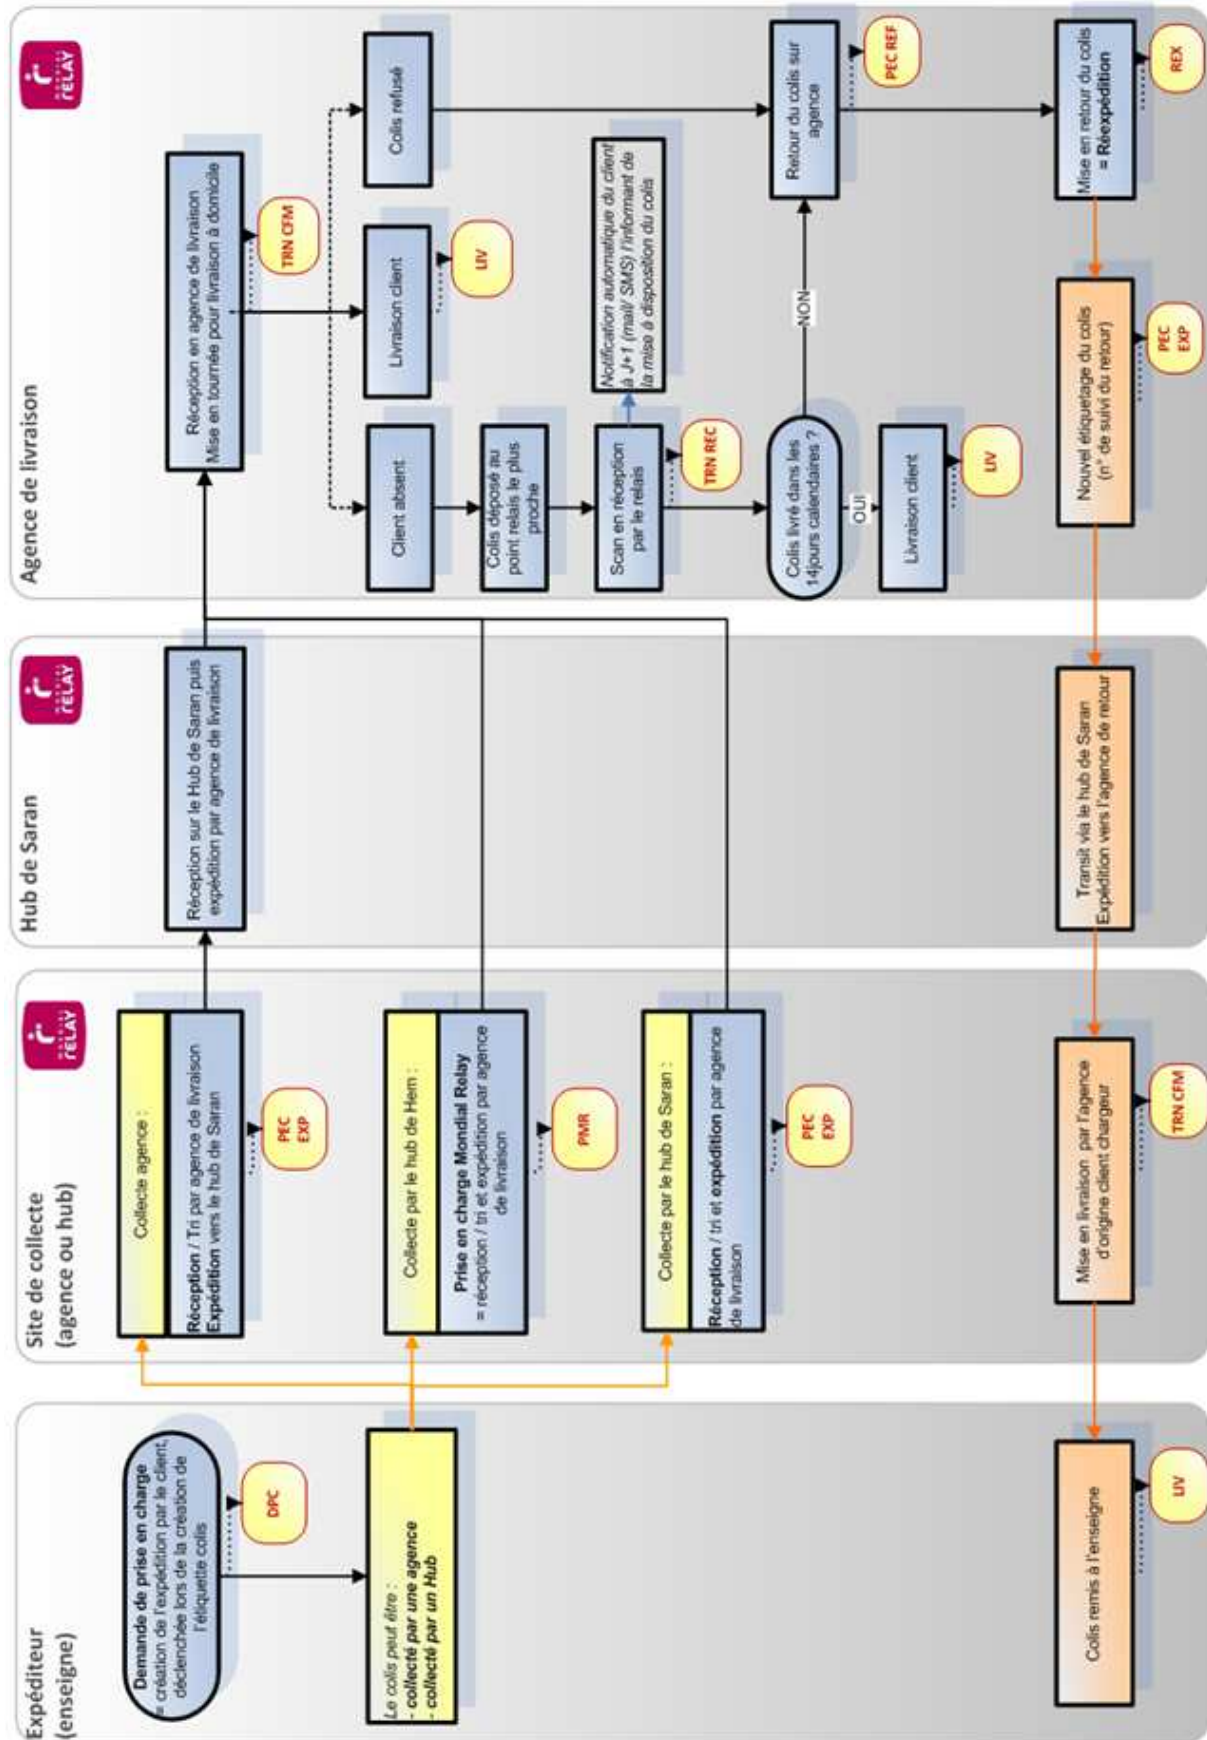 Expéditeur
(enseigne)
Demande de prise en charge
= création de l'expédition par le client,
déclenchée lors de la création de
l'étiquette colis
DPC
Le colis peut être :
- collecté par une agence
- collecté par un Hub
Colis remis à l'enseigne
LIV
Site de collecte
(agence ou hub)
RELAY
Collecte agence :
Réception / Tri par agence de livraison
Expédition vers le hub de Saran
PEC
EXP
Collecte par le hub de Hem :
Prise en charge Mondial Relay
= réception / tri et expédition par agence
de livraison
PMR
Collecte par le hub de Saran :
Réception / tri et expédition par agence
de livraison
PEC
EXP
Mise en livraison par l'agence
d'origine client chargeur
TRN CFM
Hub de Saran
RELAY
Réception sur le Hub de Saran puis
expédition par agence de livraison
Transit via le hub de Saran
Expédition vers l'agence de retour
Agence de livraison
RELAY
Réception en agence de livraison
Mise en tournée pour livraison à domicile
TRN CFM
Client absent
Livraison client
LIV
Colis refusé
Colis déposé au
point relais le plus
proche
Scan en réception
par le relais
TRN REC
Notification automatique du client
à J+1 (mail/ SMS) l'informant de
la mise à disposition du colis
Colis livré dans les
14jours calendaires ?
NON
OUI
Retour du colis sur
agence
PEC REF
Livraison client
LIV
Nouvel étiquetage du colis
(n° de suivi du retour)
PEC
EXP
Mise en retour du colis
= Réexpédition
REX